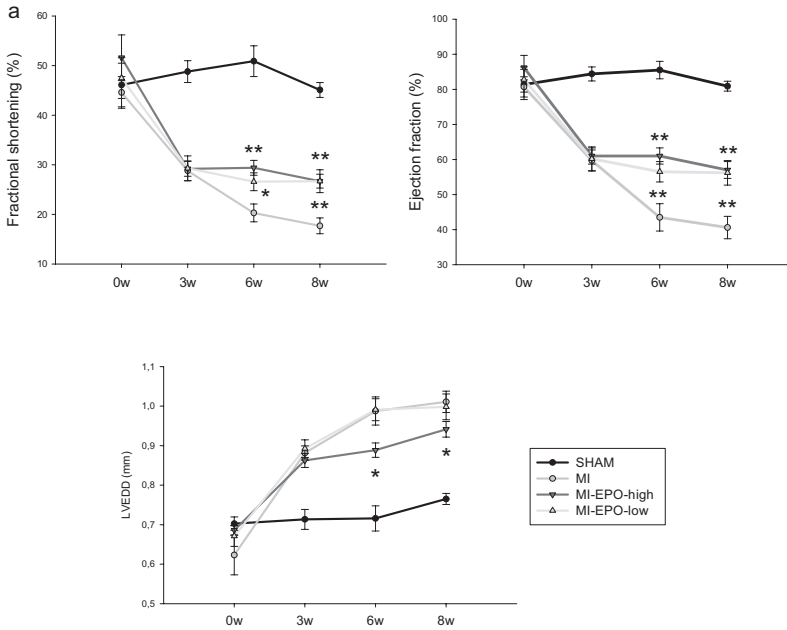 a
Fractional shortening (%)
60
50
40
30
20
10
** **
*
**
0w 3w 6w 8w
Ejection fraction (%)
100
90
80
70
60
50
40
30
** **
** **
0w 3w 6w 8w
LVEDD (mm)
1,1
1,0
0,9
0,8
0,7
0,6
0,5
* *
0w 3w 6w 8w
SHAM
MI
MI-EPO-high
MI-EPO-low